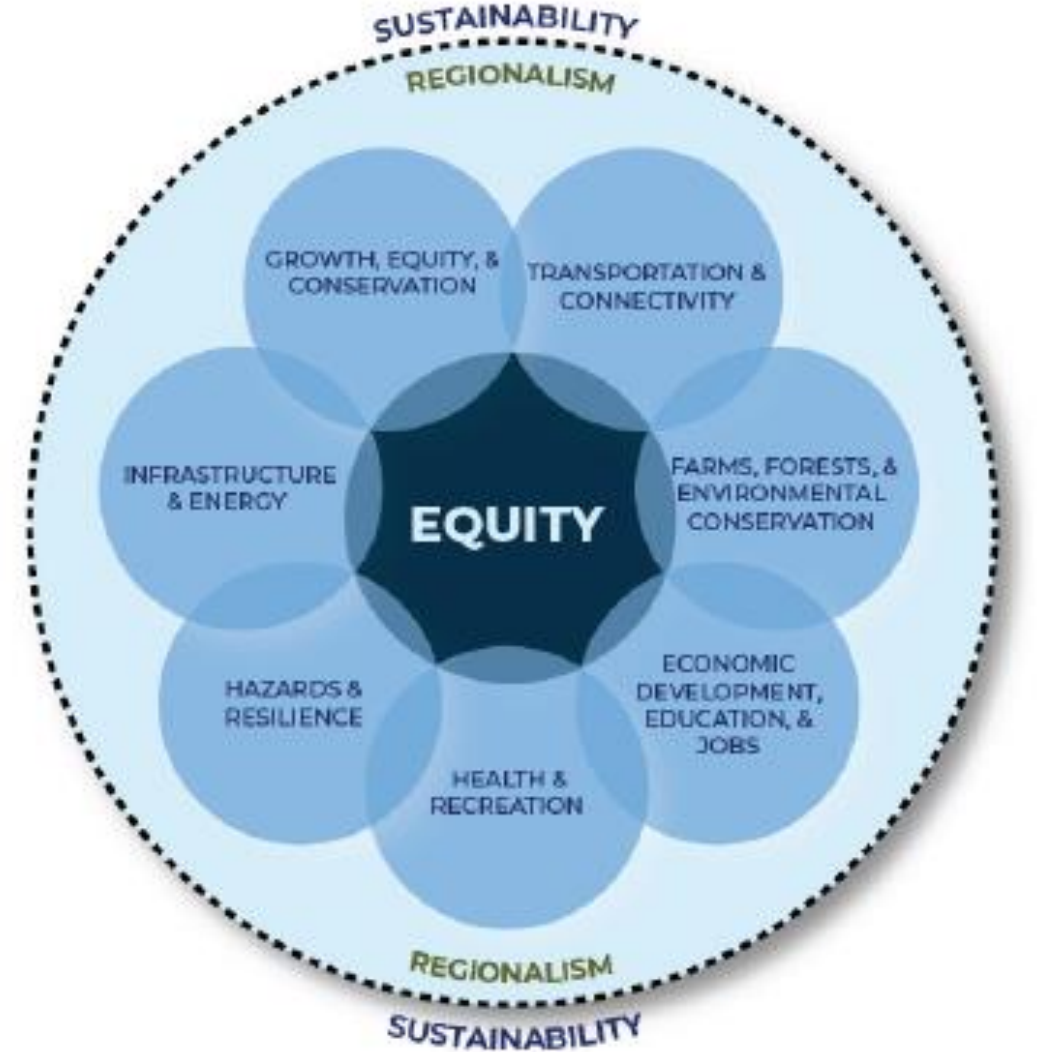 SUSTAINABILITY
REGIONALISM
GROWTH, EQUITY, &
CONSERVATION
TRANSPORTATION &
CONNECTIVITY
INFRASTRUCTURE
& ENERGY
EQUITY
FARMS, FORESTS, &
ENVIRONMENTAL
CONSERVATION
HAZARDS &
RESILIENCE
ECONOMIC
DEVELOPMENT,
EDUCATION, &
JOBS
HEALTH &
RECREATION
REGIONALISM
SUSTAINABILITY